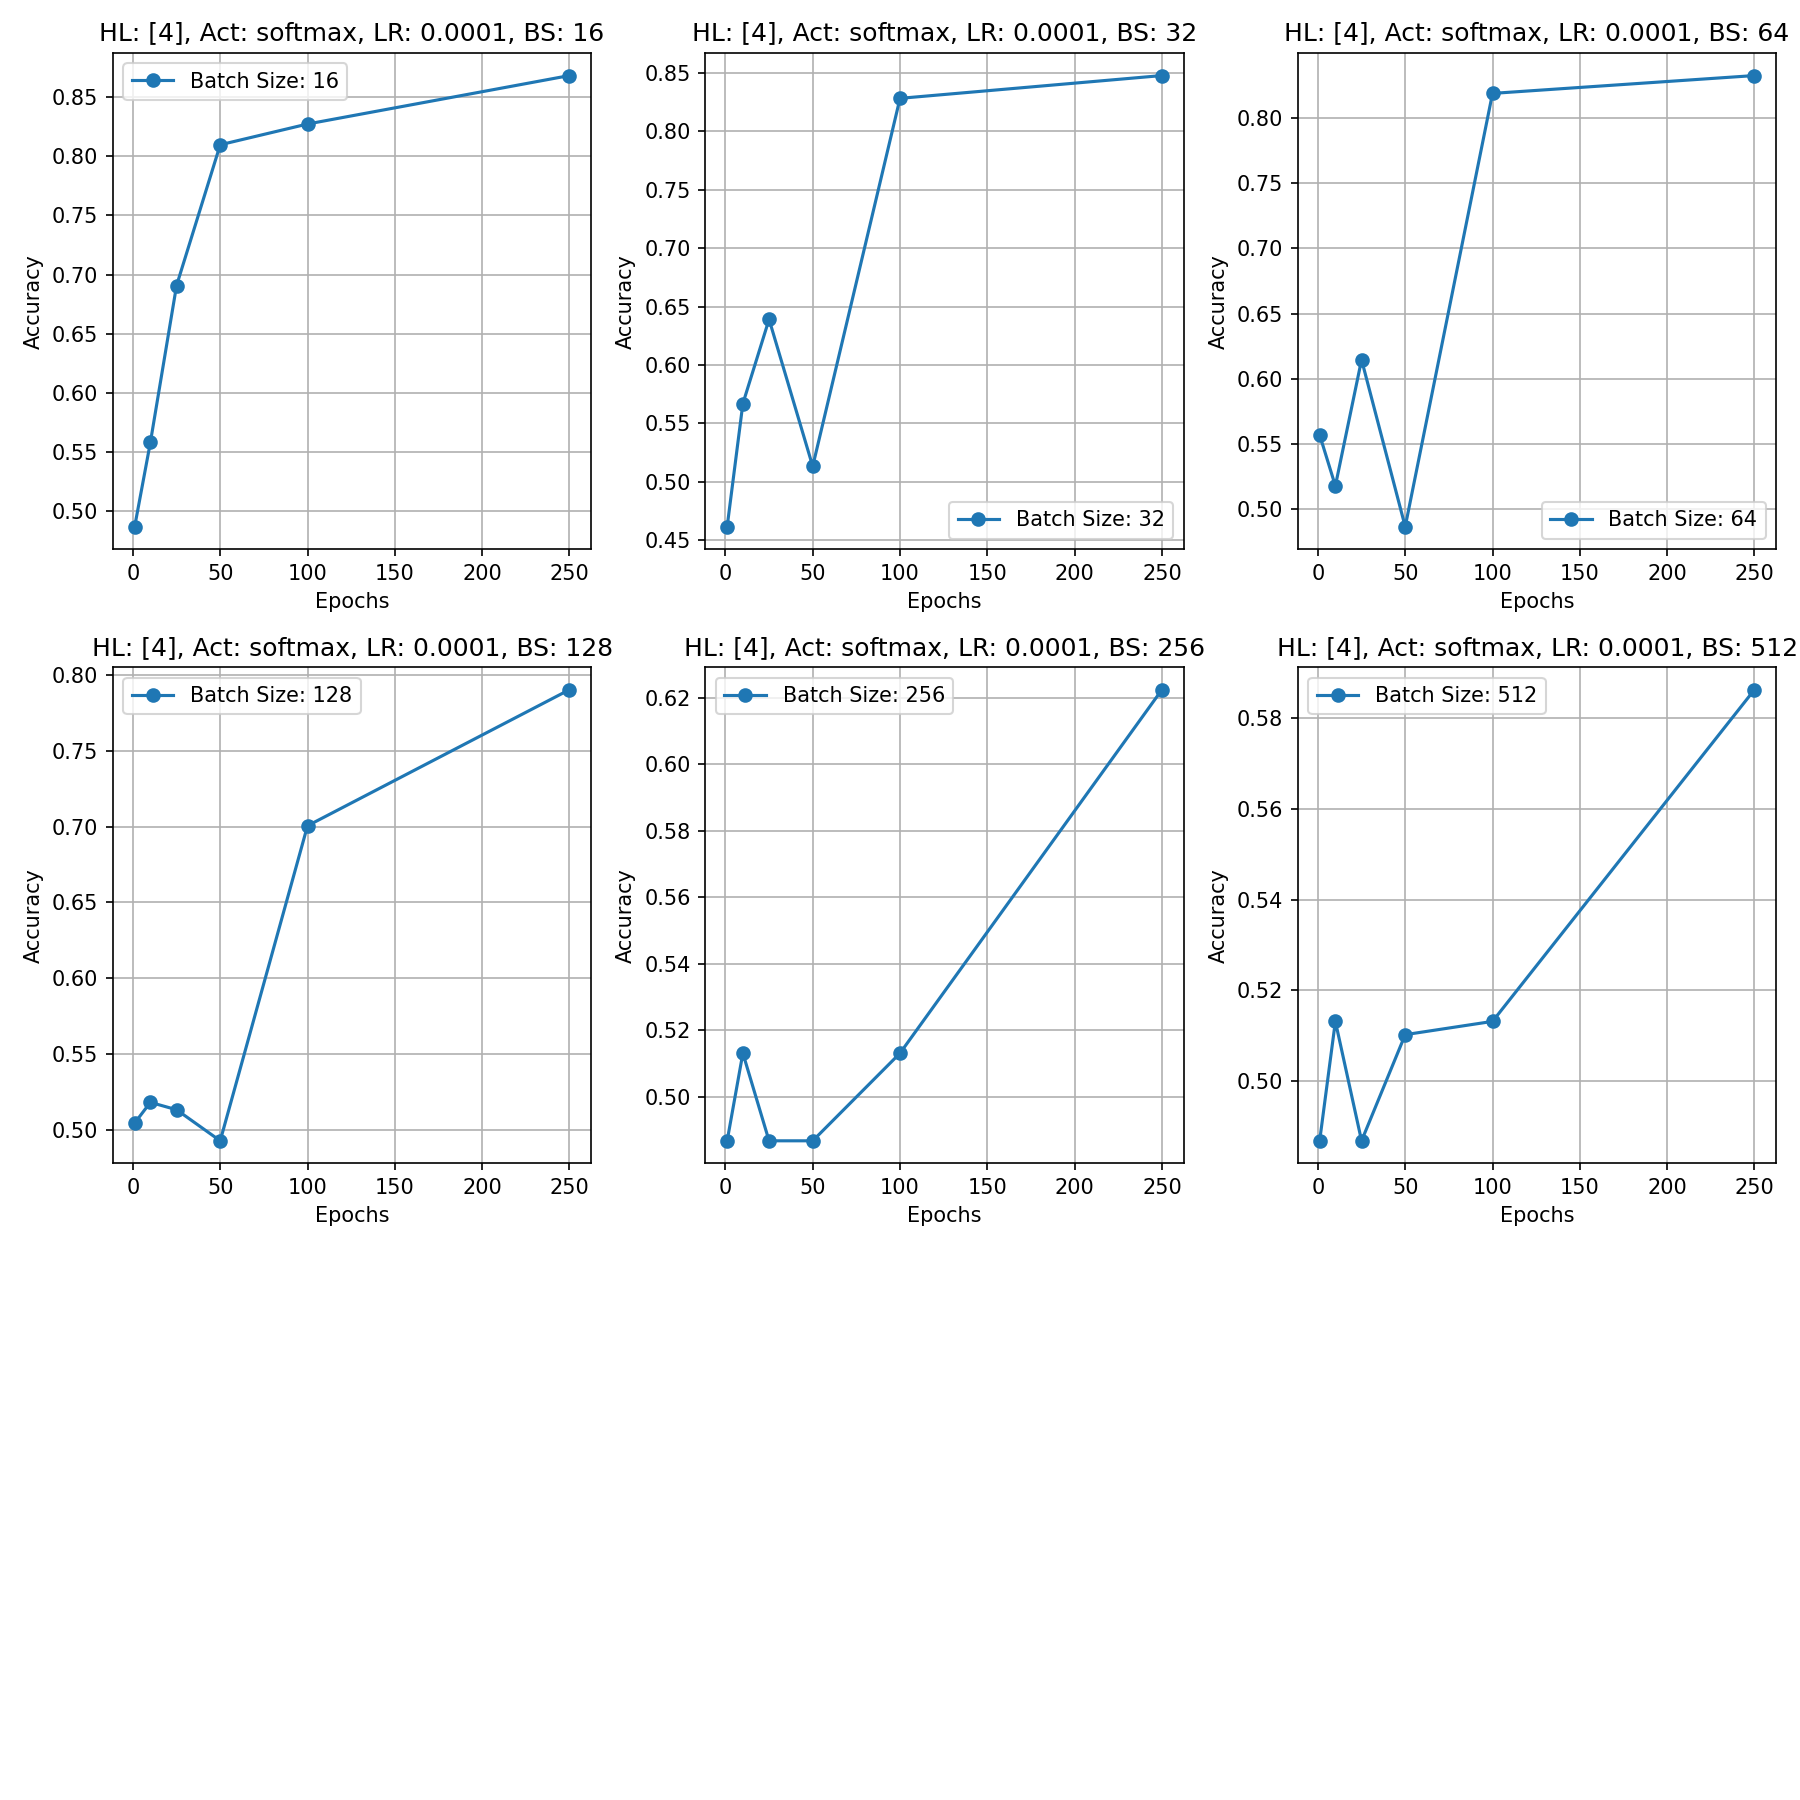 HL: [4], Act: softmax, LR: 0.0001, BS: 16
Batch Size: 16
0.85
0.80
0.75
0.70
0.65
0.60
0.55
0.50
Accuracy
0 50 100 150 200 250
Epochs
HL: [4], Act: softmax, LR: 0.0001, BS: 32
0.85
0.80
0.75
0.70
0.65
0.60
0.55
0.50
0.45
Accuracy
Batch Size: 32
0 50 100 150 200 250
Epochs
HL: [4], Act: softmax, LR: 0.0001, BS: 64
0.80
0.75
0.70
0.65
0.60
0.55
0.50
Accuracy
Batch Size: 64
0 50 100 150 200 250
Epochs
HL: [4], Act: softmax, LR: 0.0001, BS: 128
Batch Size: 128
0.80
0.75
0.70
0.65
0.60
0.55
0.50
Accuracy
0 50 100 150 200 250
Epochs
HL: [4], Act: softmax, LR: 0.0001, BS: 256
Batch Size: 256
0.62
0.60
0.58
0.56
0.54
0.52
0.50
Accuracy
0 50 100 150 200 250
Epochs
HL: [4], Act: softmax, LR: 0.0001, BS: 512
Batch Size: 512
0.58
0.56
0.54
0.52
0.50
Accuracy
0 50 100 150 200 250
Epochs